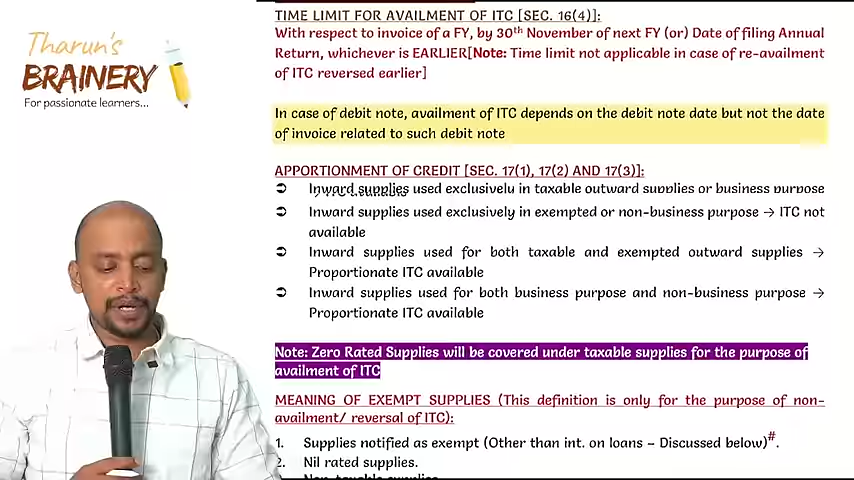 Tharun's
BRAINERY
For passionate learners...
TIME LIMIT FOR AVAILMENT OF ITC [SEC. 16(4)]:
With respect to invoice of a FY, by 30th November of next FY (or) Date of filing Annual
Return, whichever is EARLIER[Note: Time limit not applicable in case of re-availment
of ITC reversed earlier]
In case of debit note, availment of ITC depends on the debit note date but not the date
of invoice related to such debit note
APPORTIONMENT OF CREDIT [SEC. 17(1), 17(2) AND 17(3)]:
➲ Inward supplies used exclusively in taxable outward supplies or business purpose
➲ Inward supplies used exclusively in exempted or non-business purpose → ITC not
available
➲ Inward supplies used for both taxable and exempted outward supplies →
Proportionate ITC available
➲ Inward supplies used for both business purpose and non-business purpose →
Proportionate ITC available
Note: Zero Rated Supplies will be covered under taxable supplies for the purpose of
availment of ITC
MEANING OF EXEMPT SUPPLIES (This definition is only for the purpose of non-
availment/ reversal of ITC):
1. Supplies notified as exempt (Other than int. on loans – Discussed below)#.
2. Nil rated supplies.